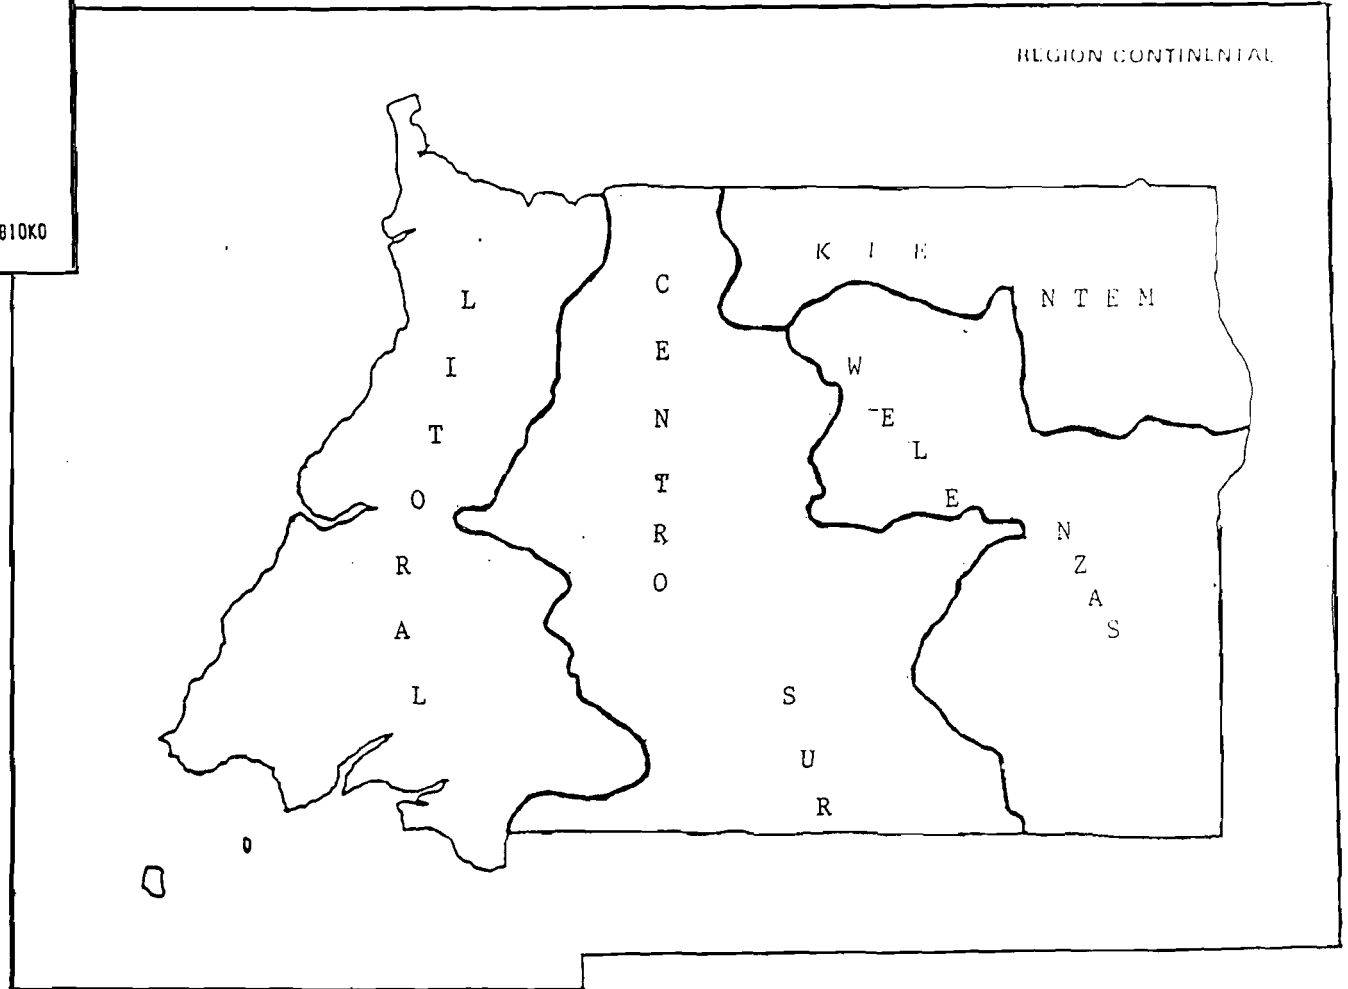 REGION CONTINENTAL
BIOKO
LITORAL
CENTRO SUR
KIE NTEM
WELE NZAS